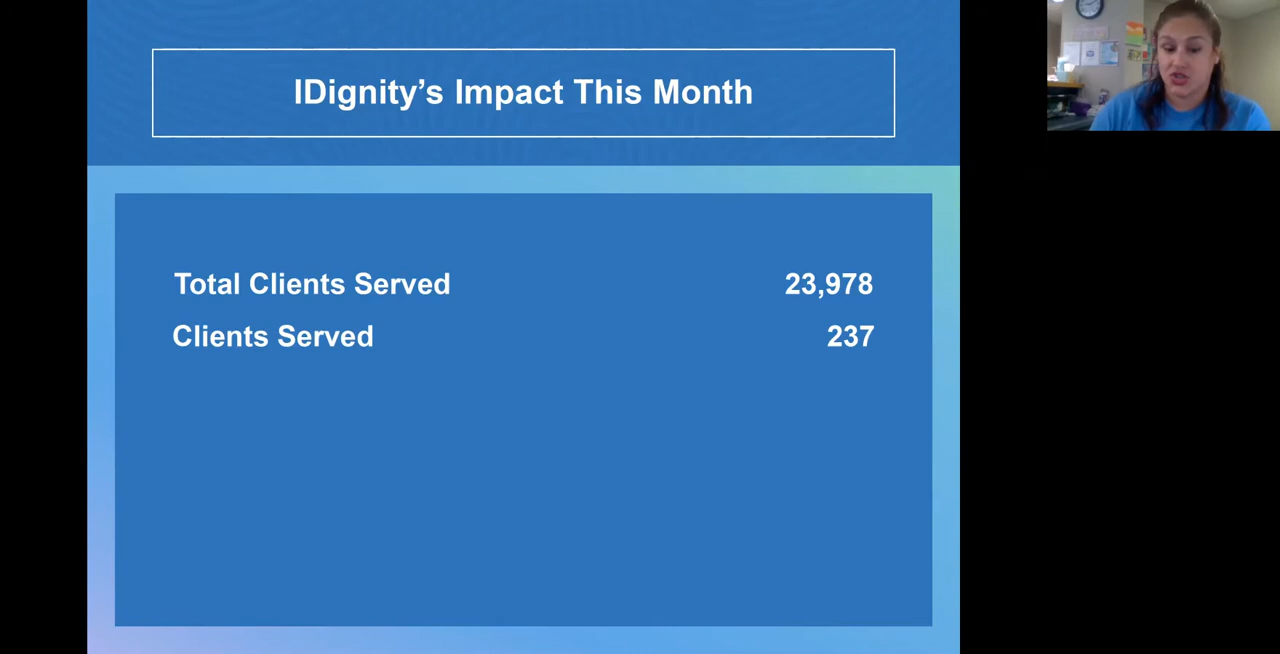 IDignity’s Impact This Month
Total Clients Served 23,978
Clients Served 237